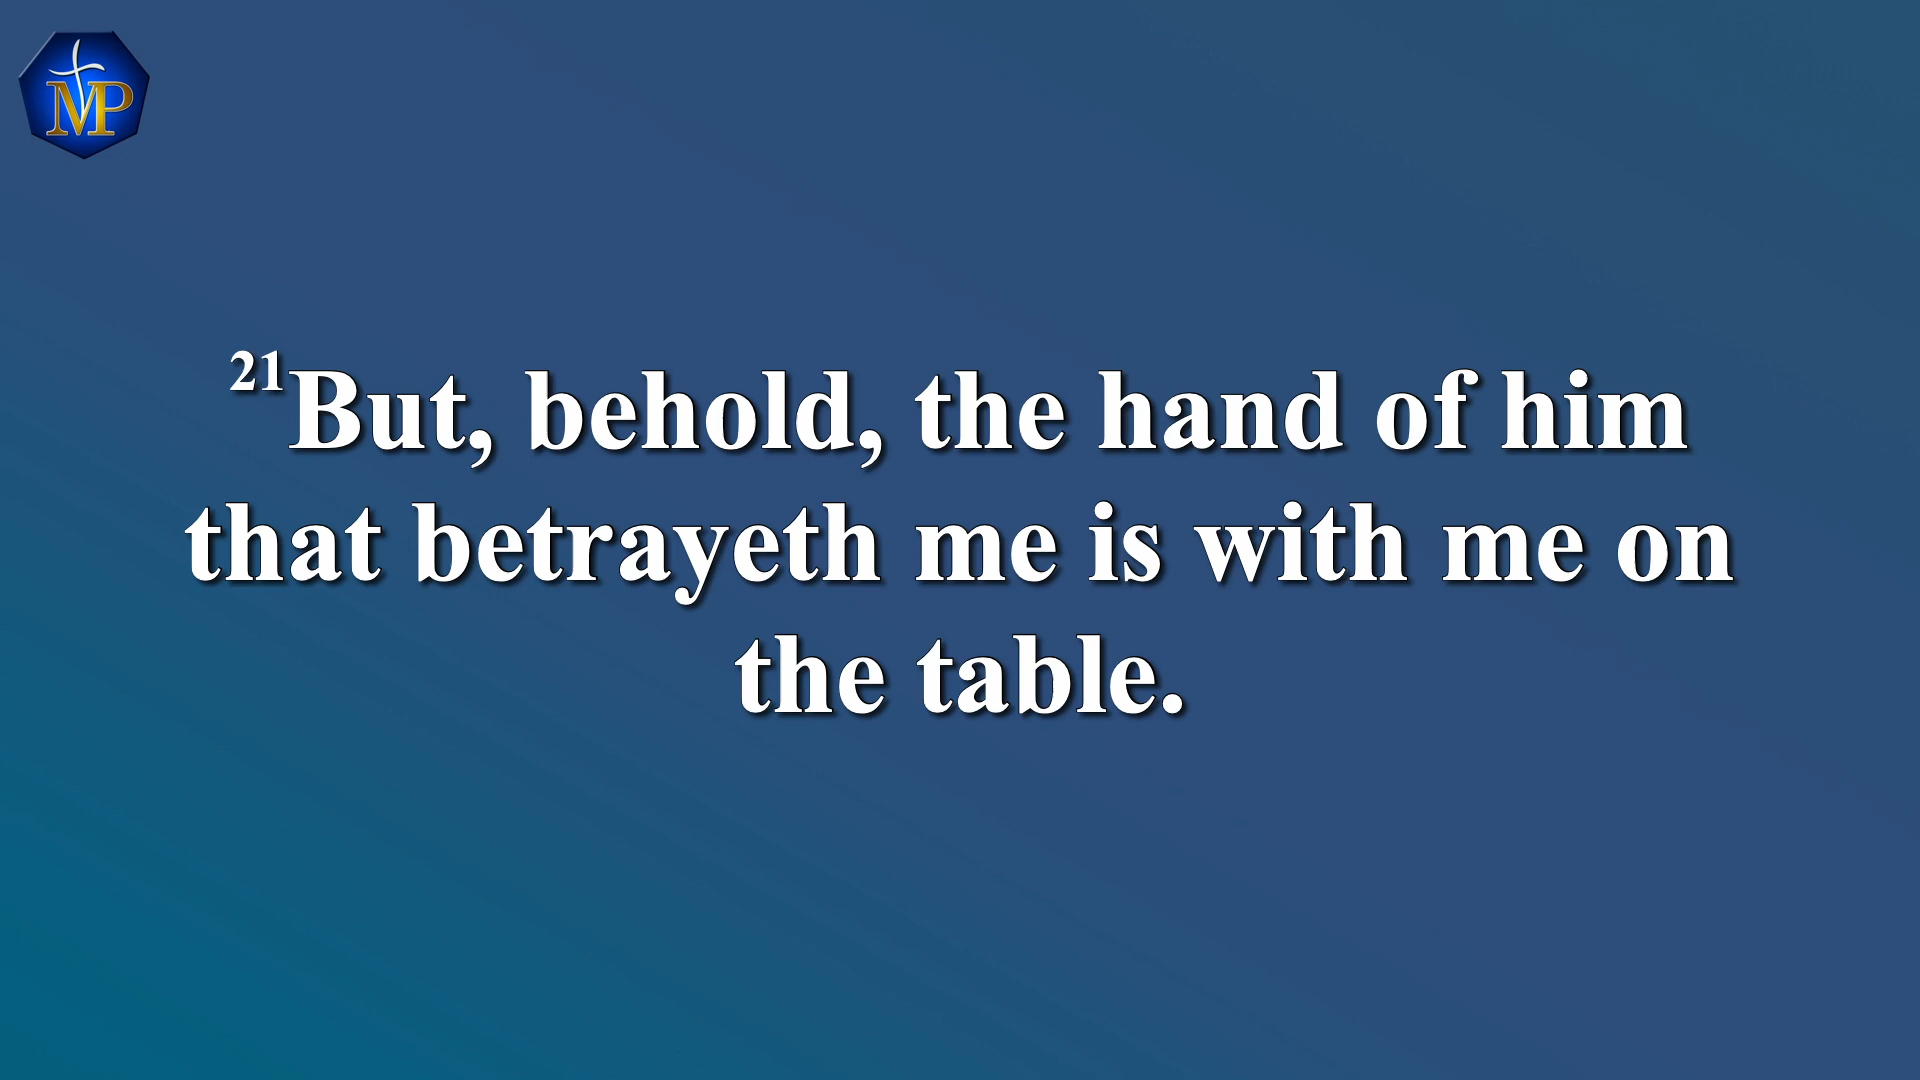 MP
21But, behold, the hand of him
that betrayeth me is with me on
the table.